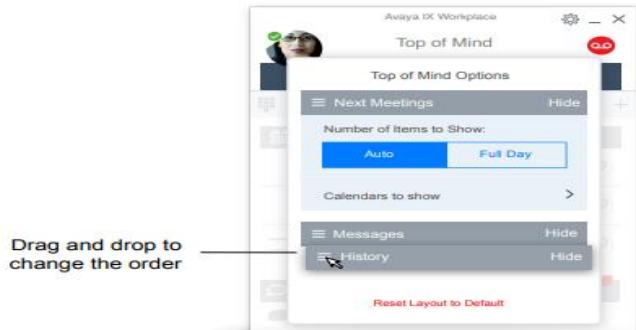 Avaya IX Workplace
Top of Mind
Top of Mind Options
Next Meetings Hide
Number of Items to Show:
Auto Full Day
Calendars to show
Messages Hide
History Hide
Drag and drop to
change the order
Reset Layout to Default